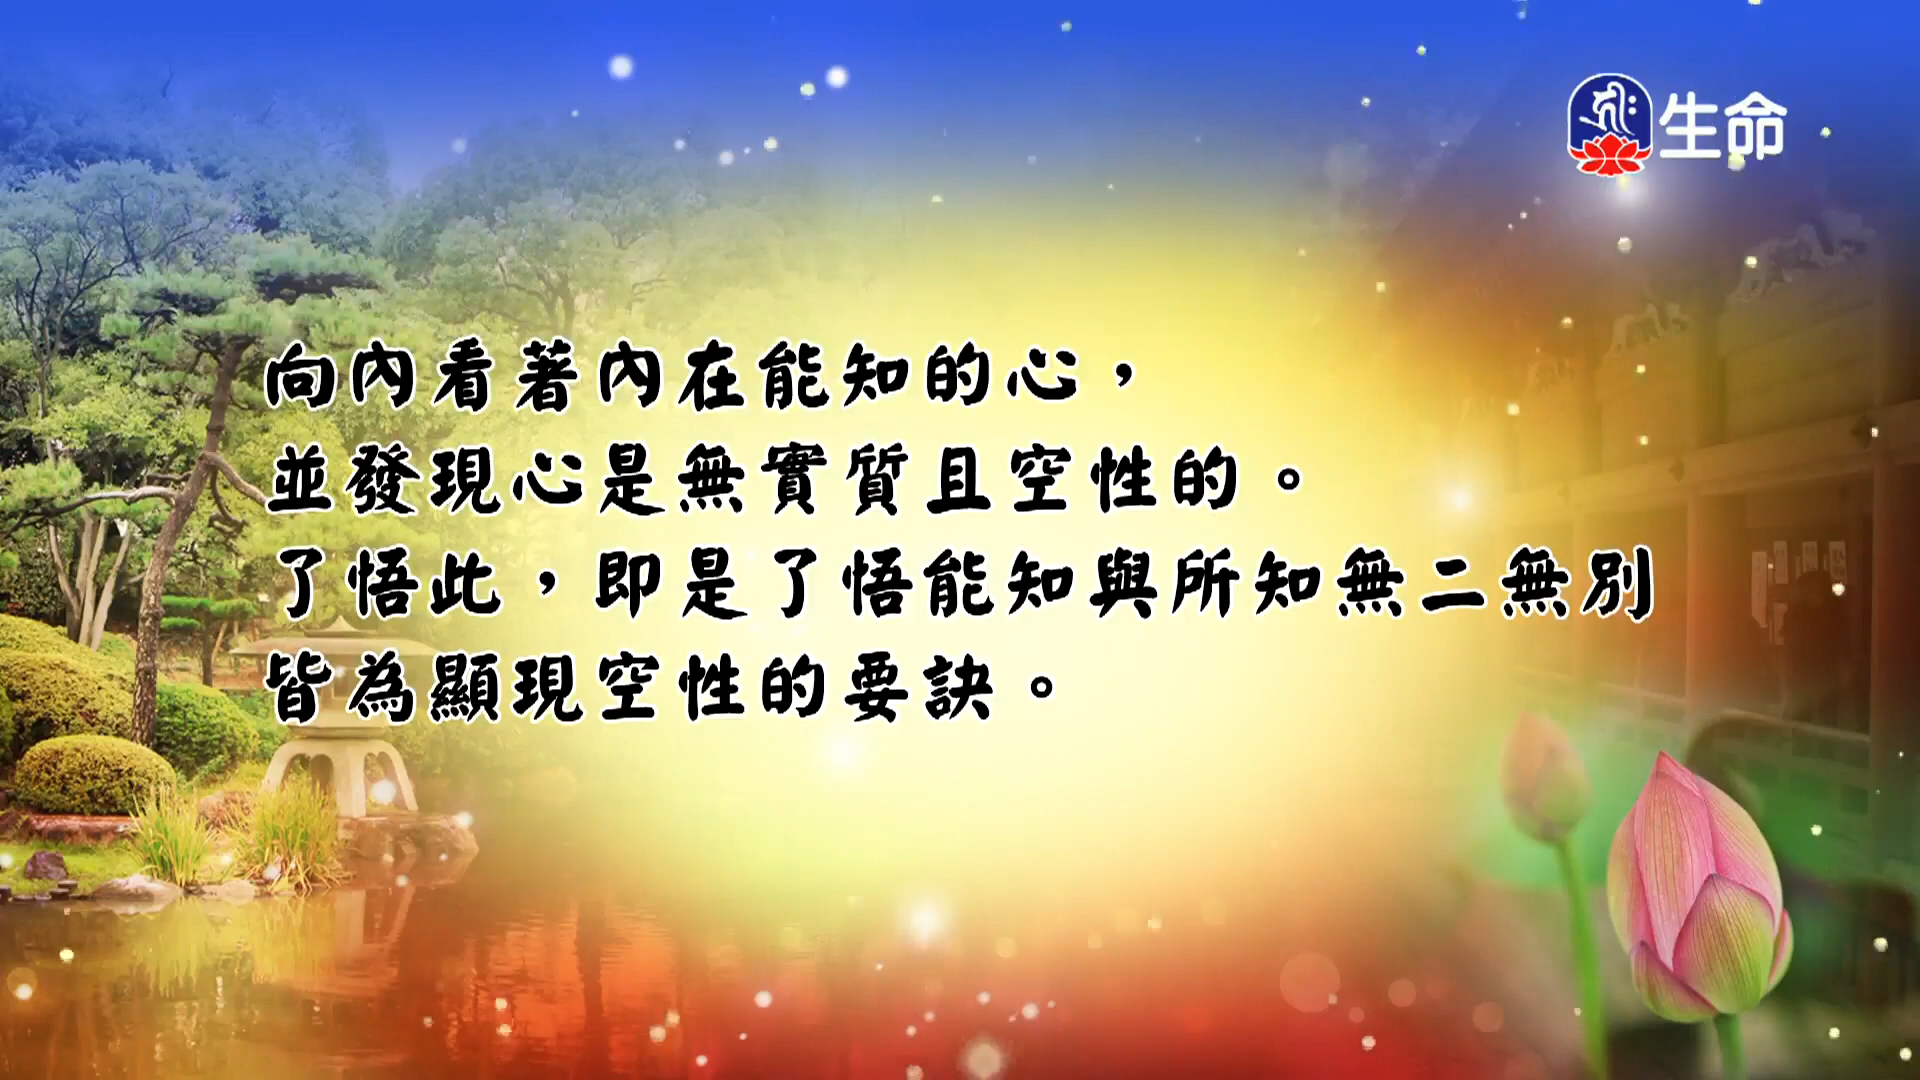 生命
向內看著內在能知的心，
並發現心是無實質且空性的。
了悟此，即是了悟能知與所知無二無別
皆為顯現空性的要訣。